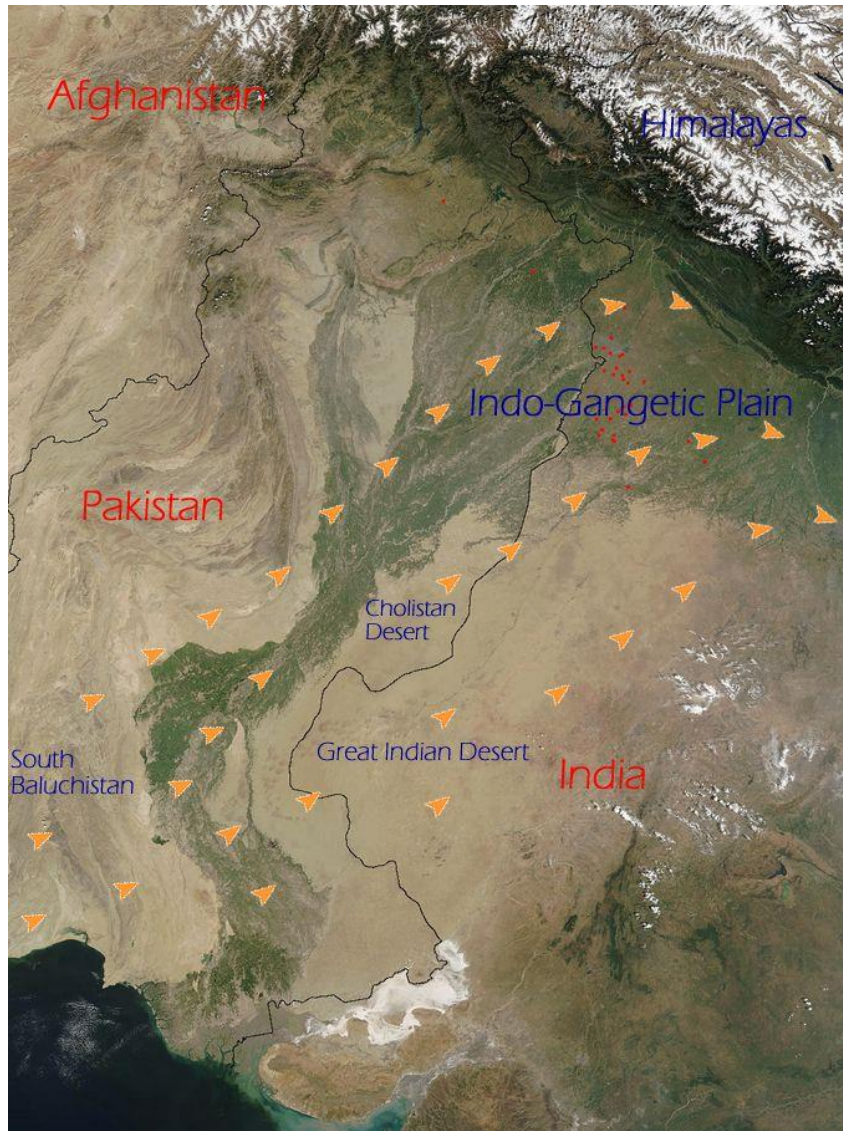 Afghanistan
Himalayas
Indo-Gangetic Plain
Pakistan
Cholistan
Desert
South
Baluchistan
Great Indian Desert
India